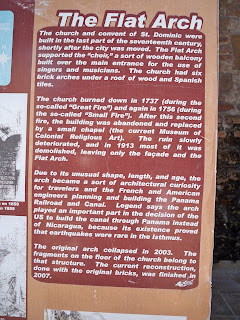 The Flat Arch
The church and convent of St. Dominic were
built in the last part of the seventeenth century,
shortly after the city was moved. The Flat Arch
supported the "choir," a sort of wooden balcony
built over the main entrance for the use of
singers and musicians. The church had six
brick arches under a roof of wood and Spanish
tiles.
The church burned down in 1737 (during the
so-called "Great Fire") and again in 1756 (during
the so-called "Small Fire"). After this second
fire, the building was abandoned and replaced
by a small chapel (the current Museum of
Colonial Religious Art). The ruin slowly
deteriorated, and in 1913 most of it was
demolished, leaving only the façade and the
Flat Arch.
Due to its unusual shape, length, and age, the
arch became a sort of architectural curiosity
for travelers and the French and American
engineers planning and building the Panama
Railroad and Canal. Legend says the arch
played an important part in the decision of the
US to build the canal through Panama instead
of Nicaragua, because its existence proved
that earthquakes were rare in the Isthmus.
The original arch collapsed in 2003. The
fragments on the floor of the church belong to
that structure. The current reconstruction,
done with the original bricks, was finished in
2007.